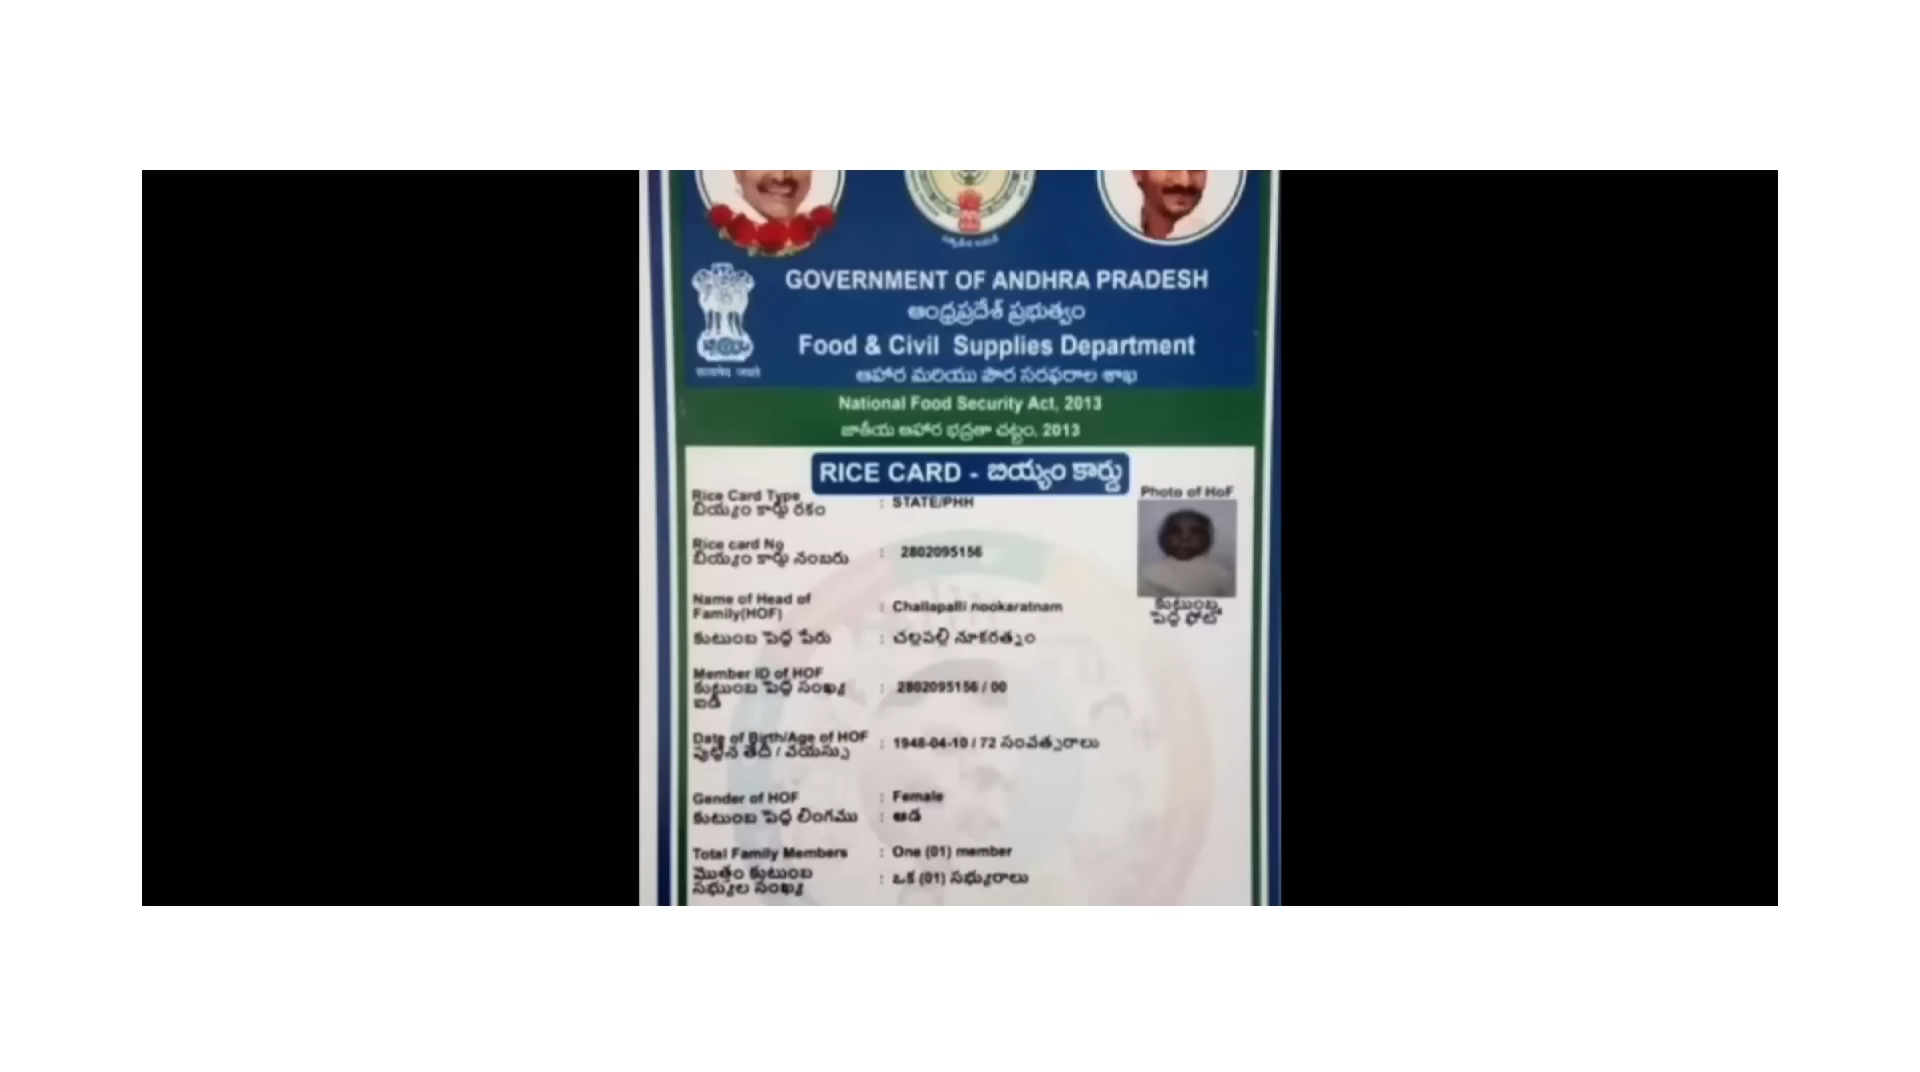 GOVERNMENT OF ANDHRA PRADESH
ఆంధ్రప్రదేశ్ ప్రభుత్వం
Food & Civil Supplies Department
ఆహార మరియు పౌర సరఫరాల శాఖ
सत्यमेव जयते
National Food Security Act, 2013
జాతీయ ఆహార భద్రతా చట్టం, 2013
RICE CARD - బియ్యం కార్డు
Photo of HoF
Rice Card Type : STATE/PHH
బియ్యం కార్డు రకం
Rice card No
బియ్యం కార్డు నంబరు : 2802095156
Name of Head of
Family(HOF) : Challapalli nookaratnam
కుటుంబ పెద్ద ఫోటో
కుటుంబ పెద్ద పేరు : చల్లపల్లి నూకరత్నం
Member ID of HOF
కుటుంబ పెద్ద సంఖ్య : 2802095156 / 00
ఐడి
Date of Birth/Age of HOF : 1948-04-10 / 72 సంవత్సరాలు
పుట్టిన తేదీ / వయస్సు
Gender of HOF : Female
కుటుంబ పెద్ద లింగము : ఆడ
Total Family Members : One (01) member
మొత్తం కుటుంబ
సభ్యుల సంఖ్య : ఒక (01) సభ్యురాలు